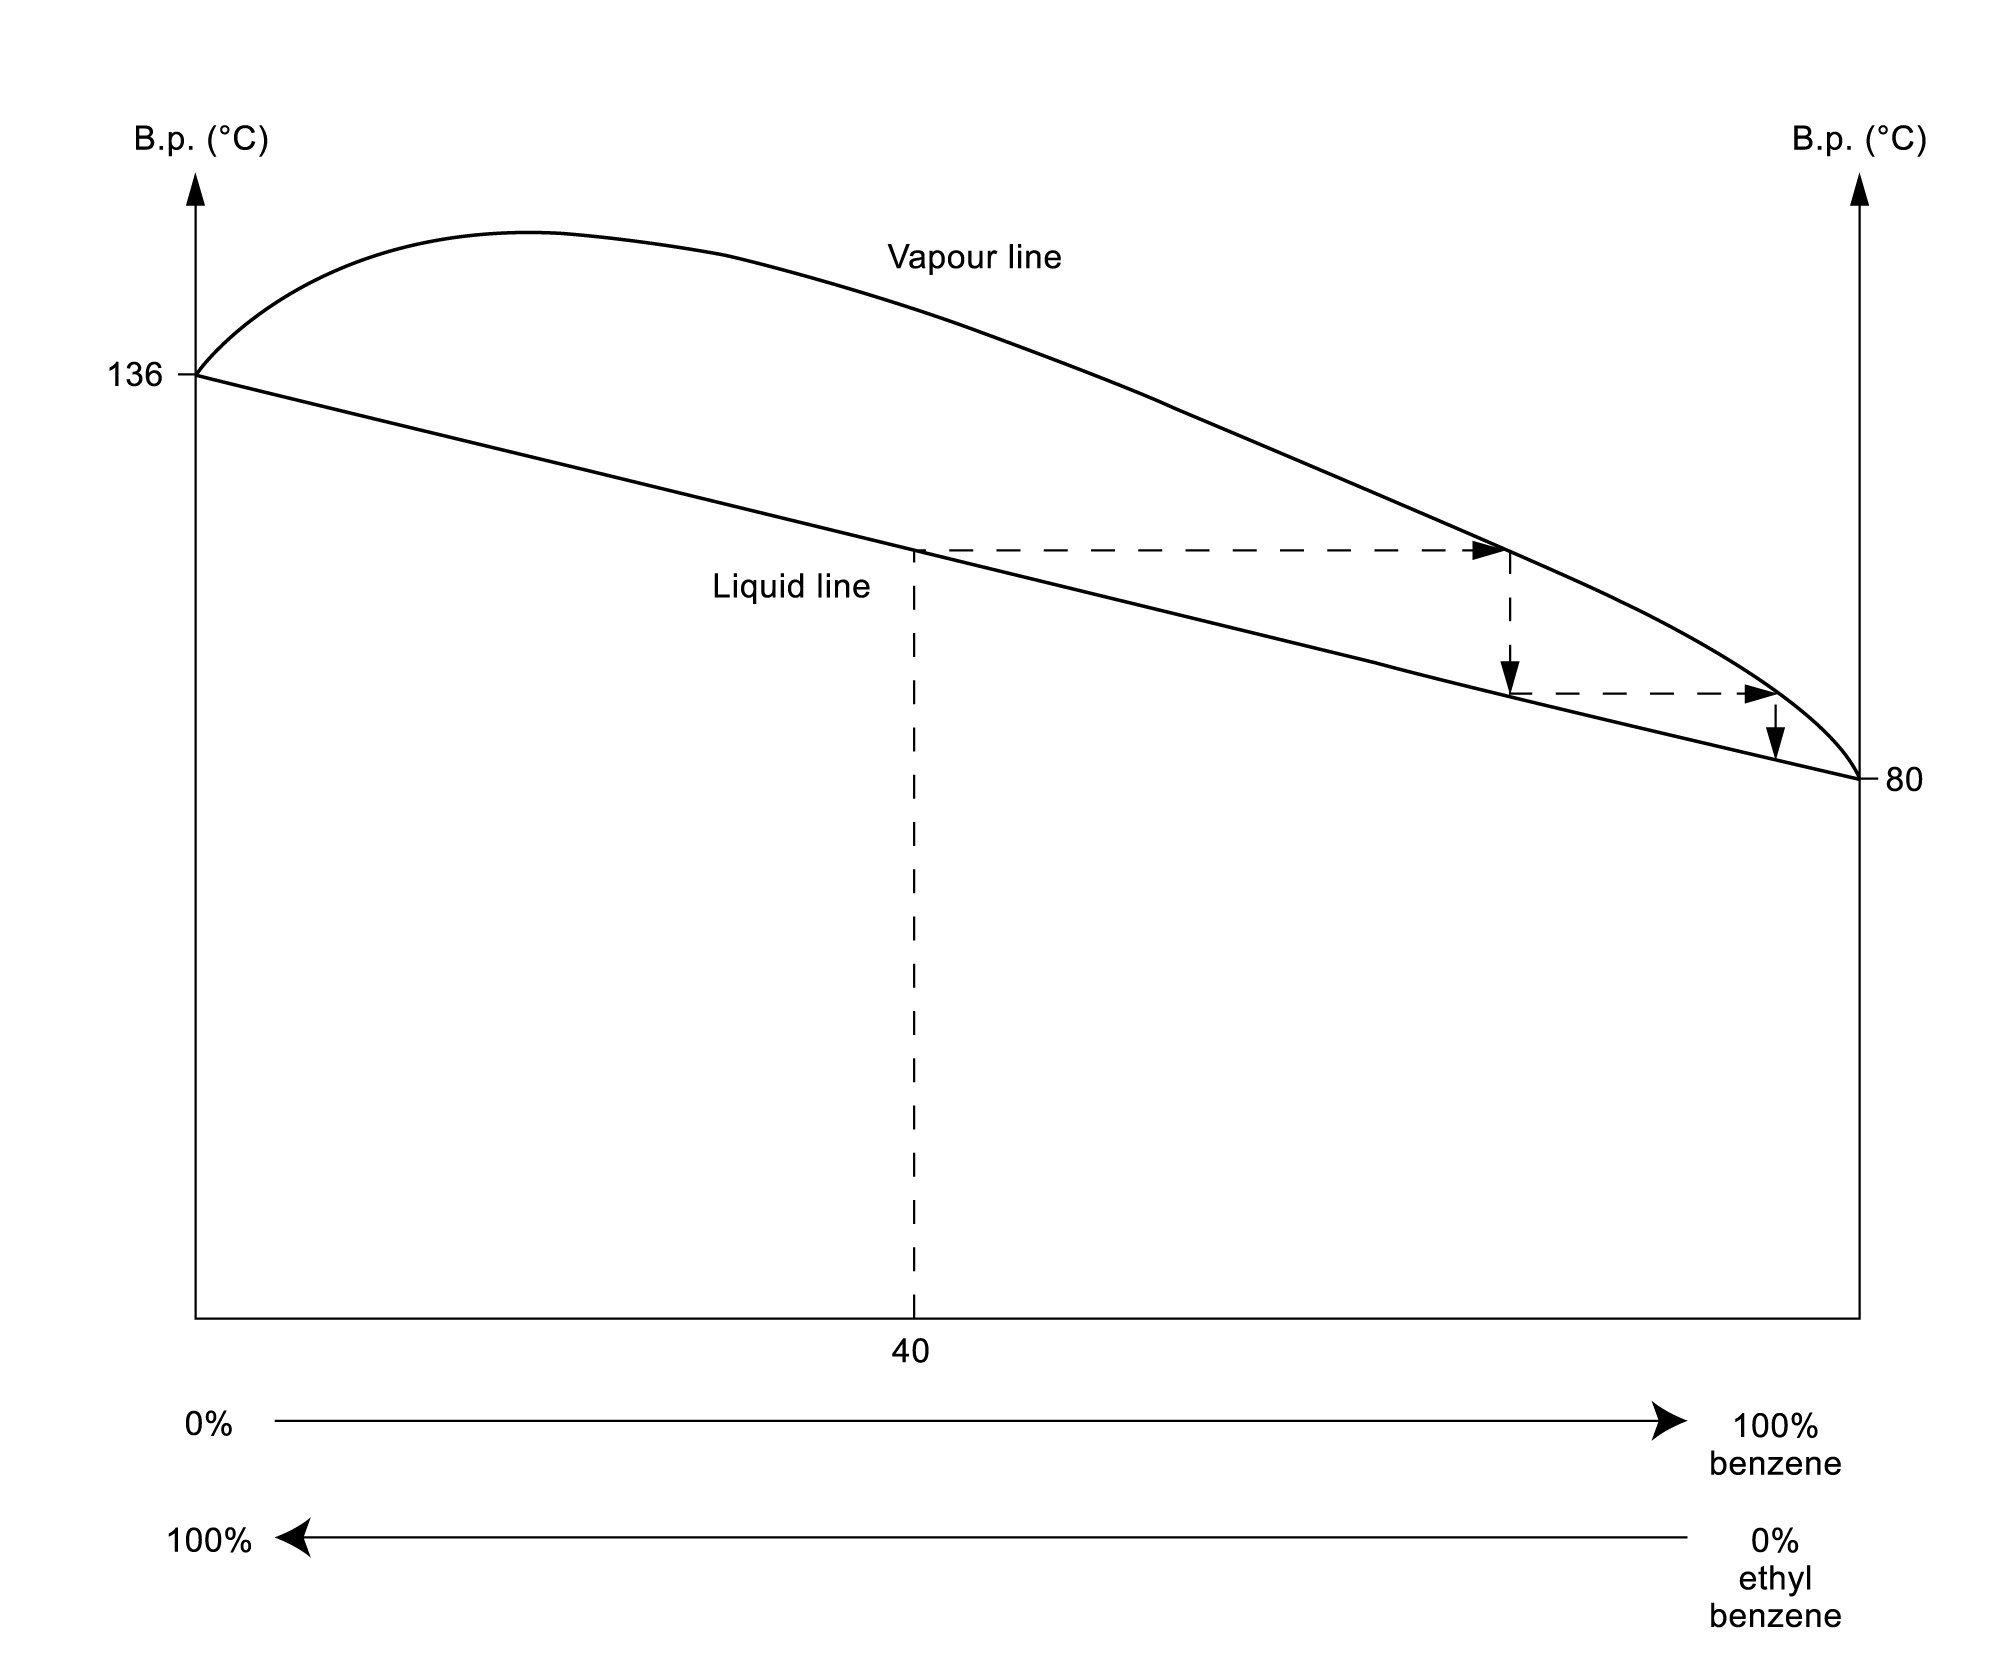 B.p. (°C)
B.p. (°C)
Vapour line
136
Liquid line
80
40
0%
100%
benzene
100%
0%
ethyl
benzene